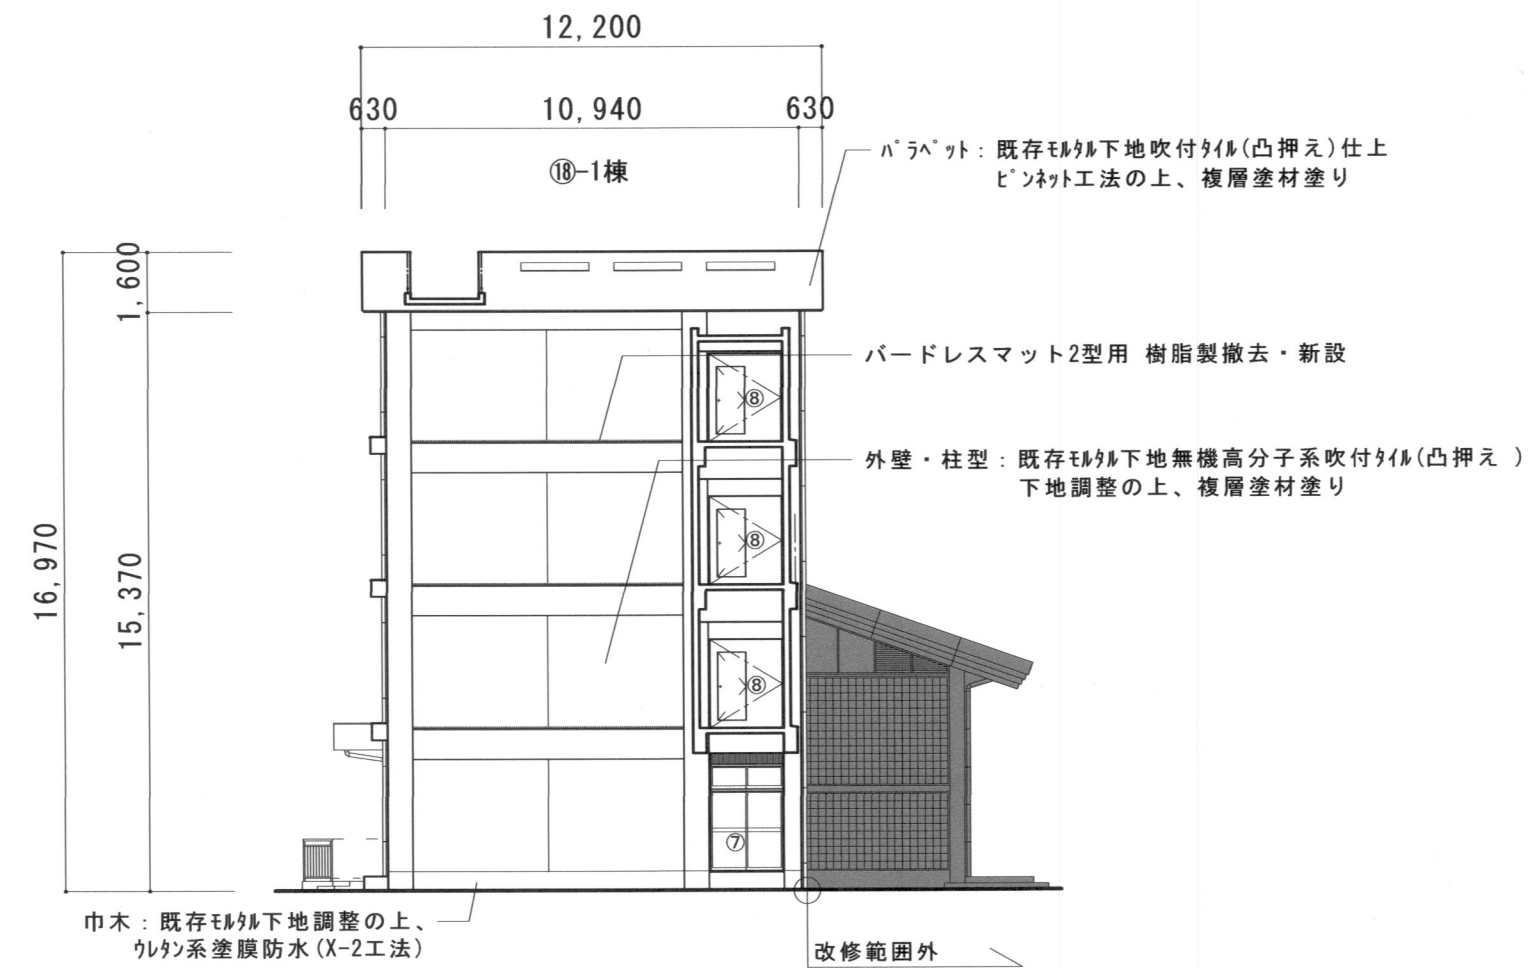 12,200
630 10,940 630
⑱-1棟
パラペット：既存モルタル下地吹付タイル(凸押え)仕上
ピンネット工法の上、複層塗材塗り
1,600
バードレスマット2型用 樹脂製撤去・新設
⑧
外壁・柱型：既存モルタル下地無機高分子系吹付タイル(凸押え )
下地調整の上、複層塗材塗り
⑧
16,970
15,370
⑧
⑦
巾木：既存モルタル下地調整の上、
ウレタン系塗膜防水(X-2工法)
改修範囲外